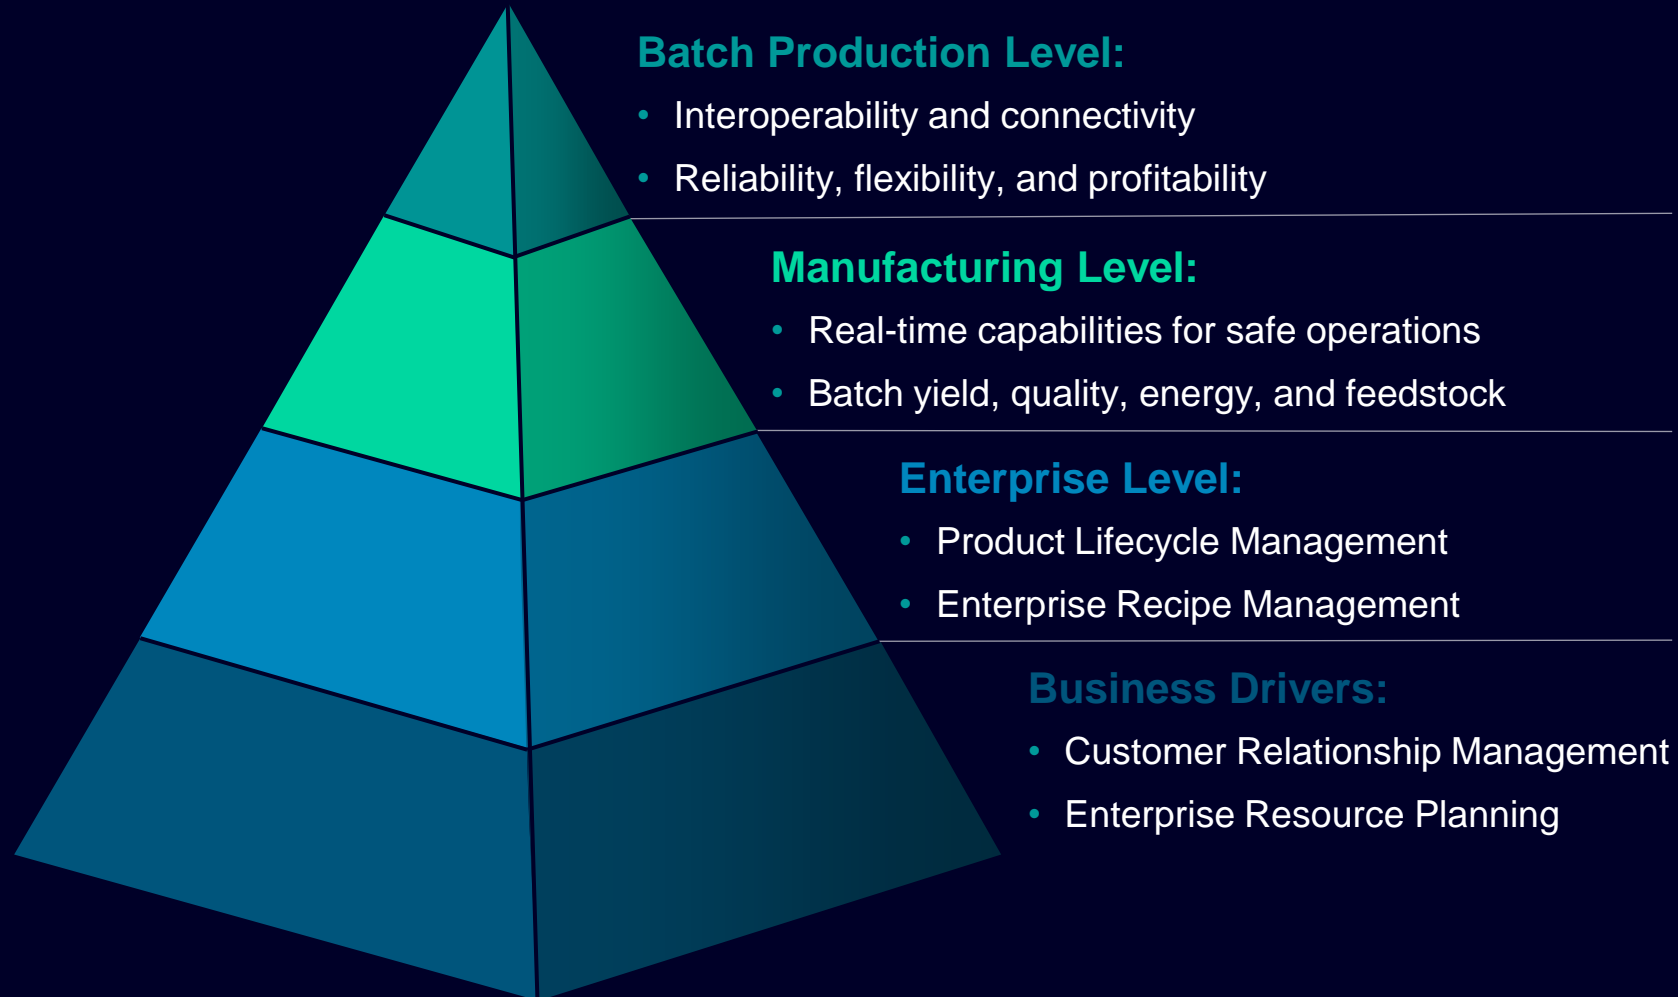 Batch Production Level:
• Interoperability and connectivity
• Reliability, flexibility, and profitability
Manufacturing Level:
• Real-time capabilities for safe operations
• Batch yield, quality, energy, and feedstock
Enterprise Level:
• Product Lifecycle Management
• Enterprise Recipe Management
Business Drivers:
• Customer Relationship Management
• Enterprise Resource Planning